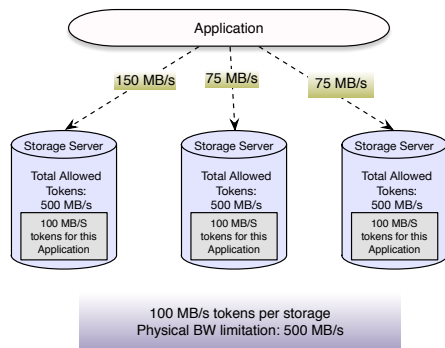 Application
150 MB/s
75 MB/s
75 MB/s
Storage Server
Storage Server
Storage Server
Total Allowed
Tokens:
500 MB/s
Total Allowed
Tokens:
500 MB/s
Total Allowed
Tokens:
500 MB/s
100 MB/S
tokens for this
Application
100 MB/S
tokens for this
Application
100 MB/S
tokens for this
Application
100 MB/s tokens per storage
Physical BW limitation: 500 MB/s